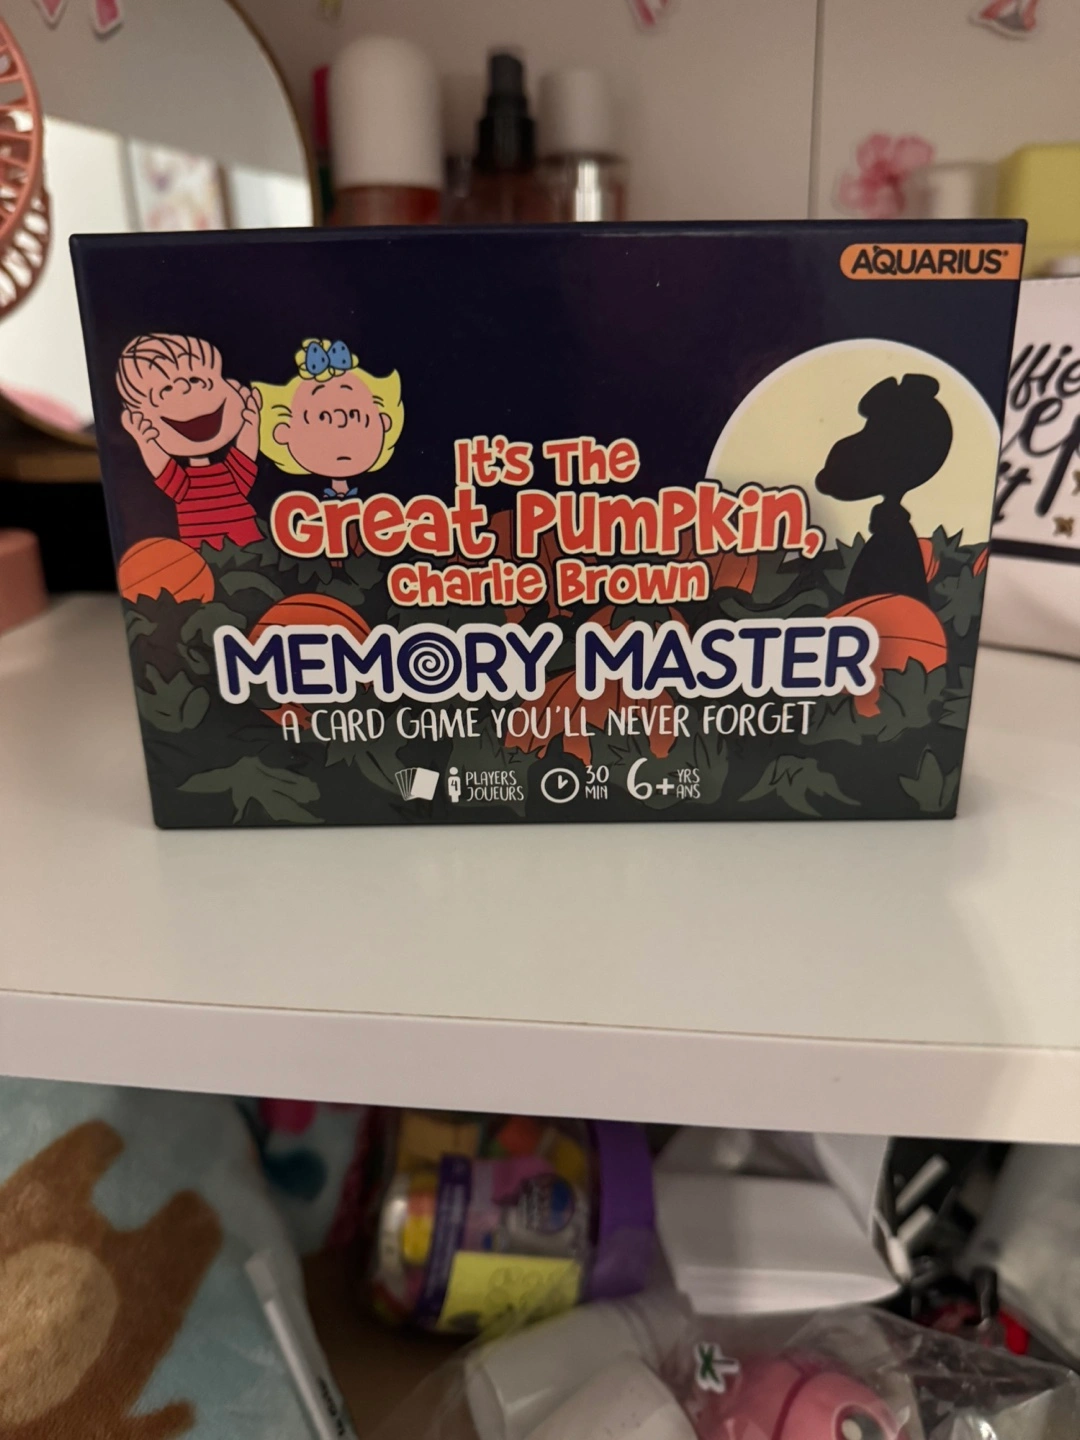 AQUARIUS®
It's The
Great Pumpkin,
Charlie Brown
MEMORY MASTER
A CARD GAME YOU'LL NEVER FORGET
4 PLAYERS
JOUEURS
30
MIN
6+ YRS
ANS